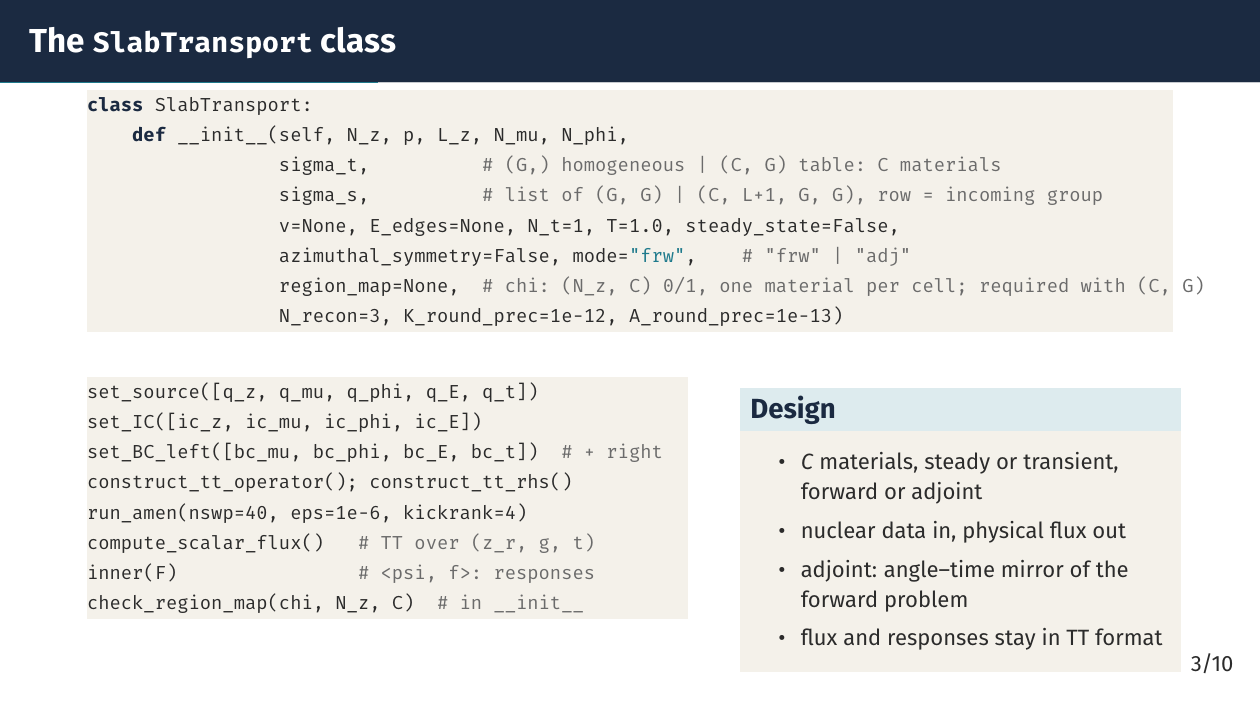 The SlabTransport class
class SlabTransport:
    def __init__(self, N_z, p, L_z, N_mu, N_phi,
                 sigma_t,          # (G,) homogeneous | (C, G) table: C materials
                 sigma_s,          # list of (G, G) | (C, L+1, G, G), row = incoming group
                 v=None, E_edges=None, N_t=1, T=1.0, steady_state=False,
                 azimuthal_symmetry=False, mode="frw",    # "frw" | "adj"
                 region_map=None,  # chi: (N_z, C) 0/1, one material per cell; required with (C, G)
                 N_recon=3, K_round_prec=1e-12, A_round_prec=1e-13)
set_source([q_z, q_mu, q_phi, q_E, q_t])
set_IC([ic_z, ic_mu, ic_phi, ic_E])
set_BC_left([bc_mu, bc_phi, bc_E, bc_t])  # + right
construct_tt_operator(); construct_tt_rhs()
run_amen(nswp=40, eps=1e-6, kickrank=4)
compute_scalar_flux()   # TT over (z_r, g, t)
inner(F)                # <psi, f>: responses
check_region_map(chi, N_z, C)  # in __init__
Design
• C materials, steady or transient,
forward or adjoint
• nuclear data in, physical flux out
• adjoint: angle–time mirror of the
forward problem
• flux and responses stay in TT format
3/10